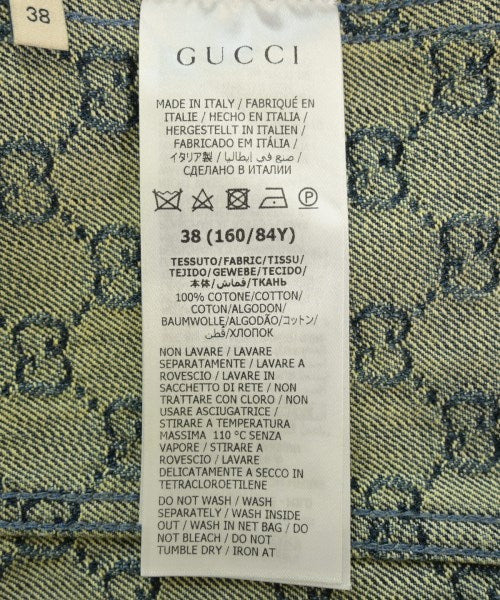 38
GUCCI
MADE IN ITALY / FABRIQUÉ EN
ITALIE / HECHO EN ITALIA /
HERGESTELLT IN ITALIEN /
FABRICADO EM ITÁLIA /
イタリア製 / صنع في إيطاليا /
СДЕЛАНО В ИТАЛИИ
P
38 (160/84Y)
TESSUTO/FABRIC/TISSU/
TEJIDO/GEWEBE/TECIDO/
本体/قماش/ТКАНЬ
100% COTONE/COTTON/
COTON/ALGODON/
BAUMWOLLE/ALGODÃO/コットン/
قطن/ХЛОПОК
NON LAVARE / LAVARE
SEPARATAMENTE / LAVARE A
ROVESCIO / LAVARE IN
SACCHETTO DI RETE / NON
TRATTARE CON CLORO / NON
USARE ASCIUGATRICE /
STIRARE A TEMPERATURA
MASSIMA 110 °C SENZA
VAPORE / STIRARE A
ROVESCIO / LAVARE
DELICATAMENTE A SECCO IN
TETRACLOROETILENE
DO NOT WASH / WASH
SEPARATELY / WASH INSIDE
OUT / WASH IN NET BAG / DO
NOT BLEACH / DO NOT
TUMBLE DRY / IRON AT